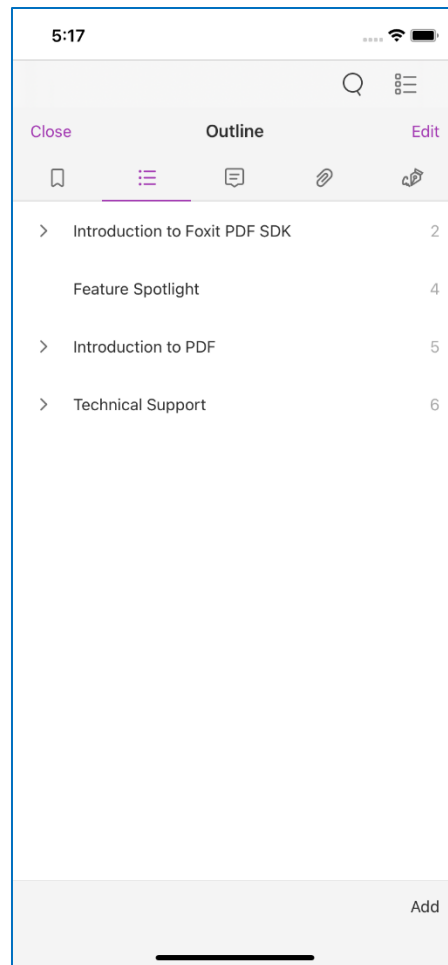 5:17
Close Outline Edit
Introduction to Foxit PDF SDK 2
Feature Spotlight 4
Introduction to PDF 5
Technical Support 6
Add